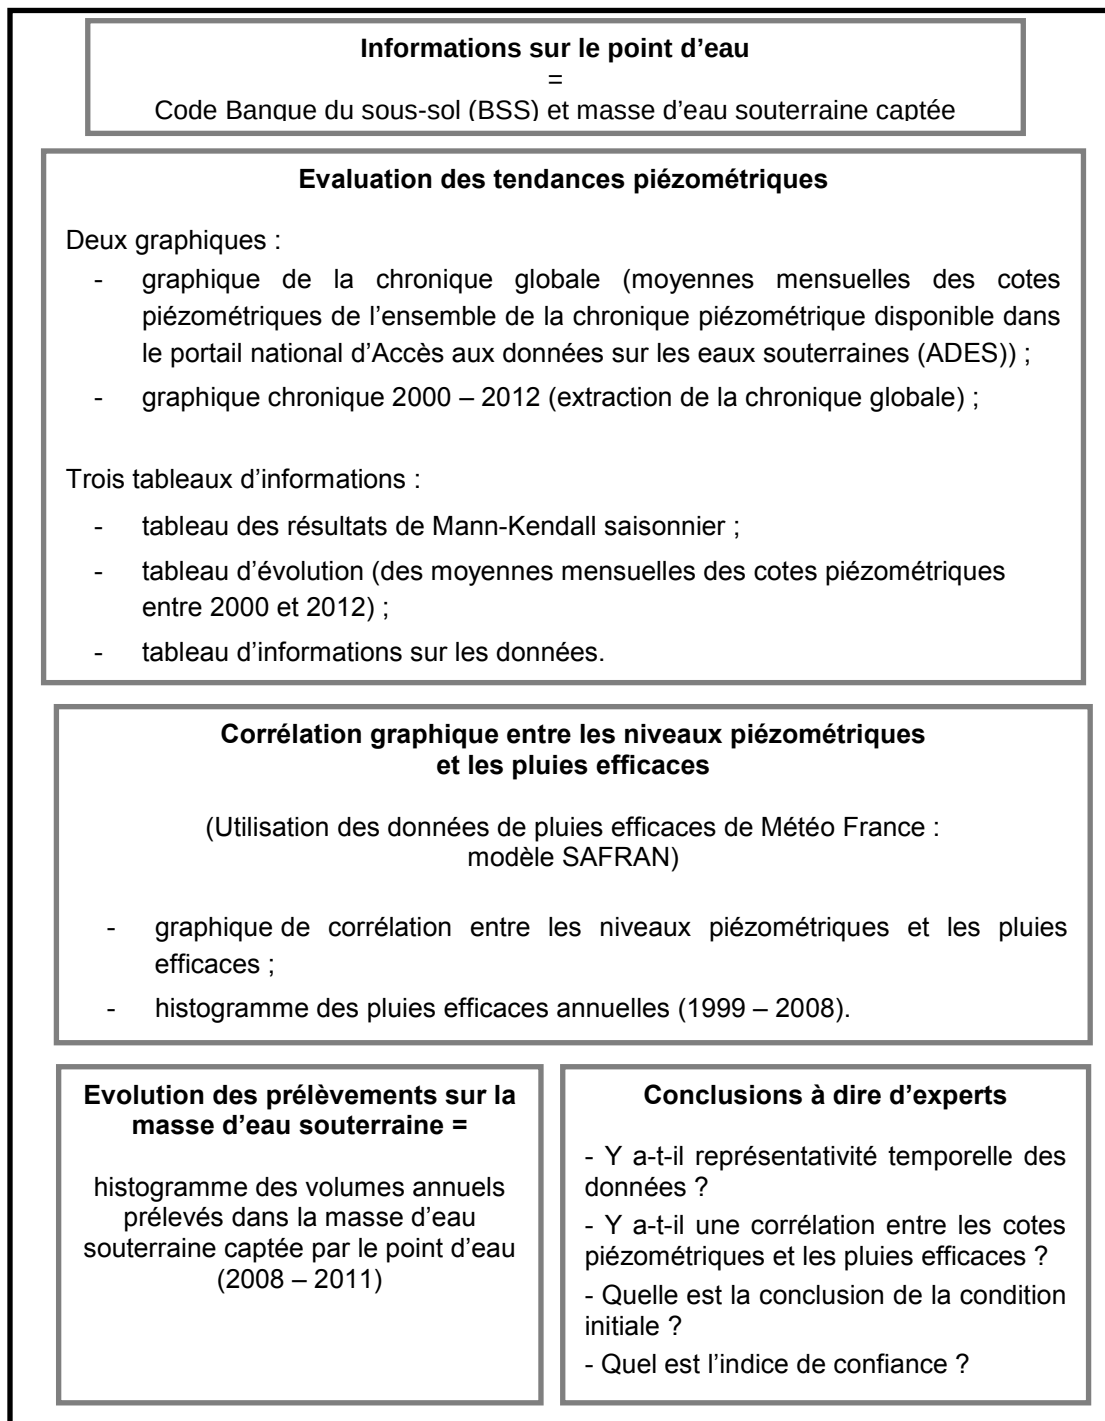 Informations sur le point d'eau
=
Code Banque du sous-sol (BSS) et masse d'eau souterraine captée
Evaluation des tendances piézométriques
Deux graphiques :
- graphique de la chronique globale (moyennes mensuelles des cotes
piézométriques de l'ensemble de la chronique piézométrique disponible dans
le portail national d'Accès aux données sur les eaux souterraines (ADES)) ;
- graphique chronique 2000 – 2012 (extraction de la chronique globale) ;
Trois tableaux d'informations :
- tableau des résultats de Mann-Kendall saisonnier ;
- tableau d'évolution (des moyennes mensuelles des cotes piézométriques
entre 2000 et 2012) ;
- tableau d'informations sur les données.
Corrélation graphique entre les niveaux piézométriques
et les pluies efficaces
(Utilisation des données de pluies efficaces de Météo France :
modèle SAFRAN)
- graphique de corrélation entre les niveaux piézométriques et les pluies
efficaces ;
- histogramme des pluies efficaces annuelles (1999 – 2008).
Evolution des prélèvements sur la
masse d'eau souterraine =
histogramme des volumes annuels
prélevés dans la masse d'eau
souterraine captée par le point d'eau
(2008 – 2011)
Conclusions à dire d'experts
- Y a-t-il représentativité temporelle des
données ?
- Y a-t-il une corrélation entre les cotes
piézométriques et les pluies efficaces ?
- Quelle est la conclusion de la condition
initiale ?
- Quel est l'indice de confiance ?